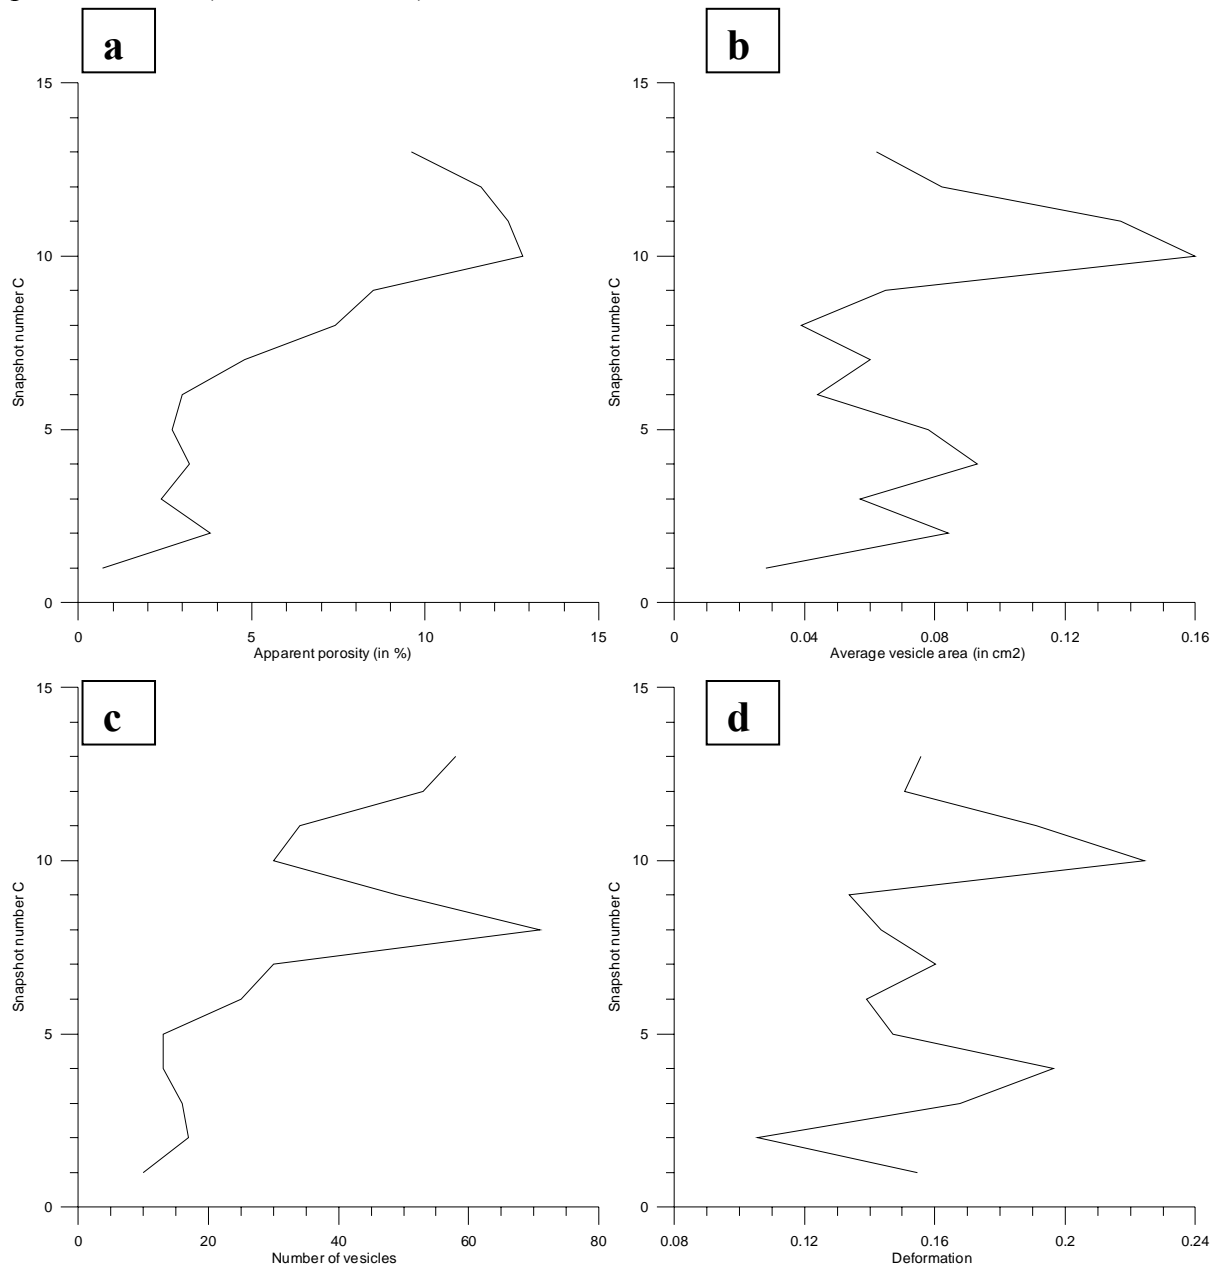 a
b
15
10
5
0
Snapshot number C
0 5 10 15
Apparent porosity (in %)
15
10
5
0
Snapshot number C
0 0.04 0.08 0.12 0.16
Average vesicle area (in cm2)
c
d
15
10
5
0
Snapshot number C
0 20 40 60 80
Number of vesicles
15
10
5
0
Snapshot number C
0.08 0.12 0.16 0.2 0.24
Deformation